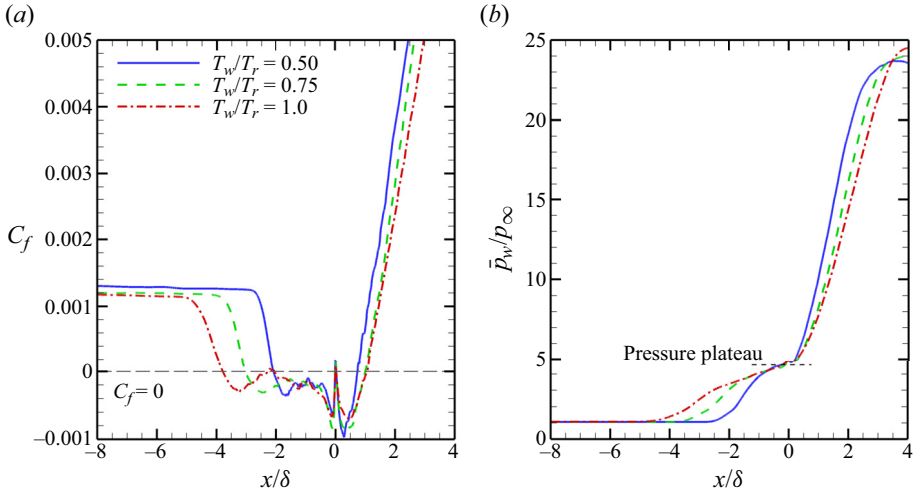 (a)
0.005
0.004
0.003
0.002
0.001
0
−0.001
C_f
T_w/T_r = 0.50
T_w/T_r = 0.75
T_w/T_r = 1.0
C_f = 0
−8 −6 −4 −2 0 2 4
x/δ
(b)
25
20
15
10
5
0
p̄_w/p_∞
Pressure plateau
−8 −6 −4 −2 0 2 4
x/δ